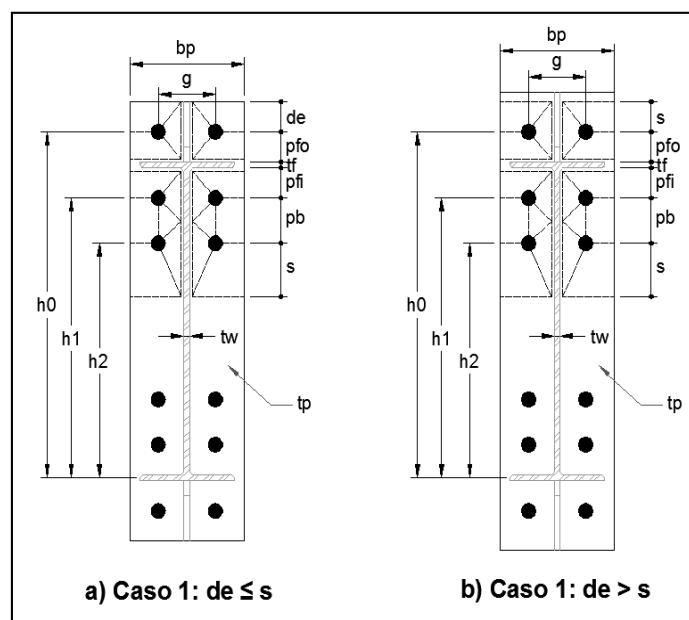 bp
g
de
pfo
tf
pfi
pb
s
h0
h1
h2
tw
tp
a) Caso 1: de ≤ s
bp
g
s
pfo
tf
pfi
pb
s
h0
h1
h2
tw
tp
b) Caso 1: de > s